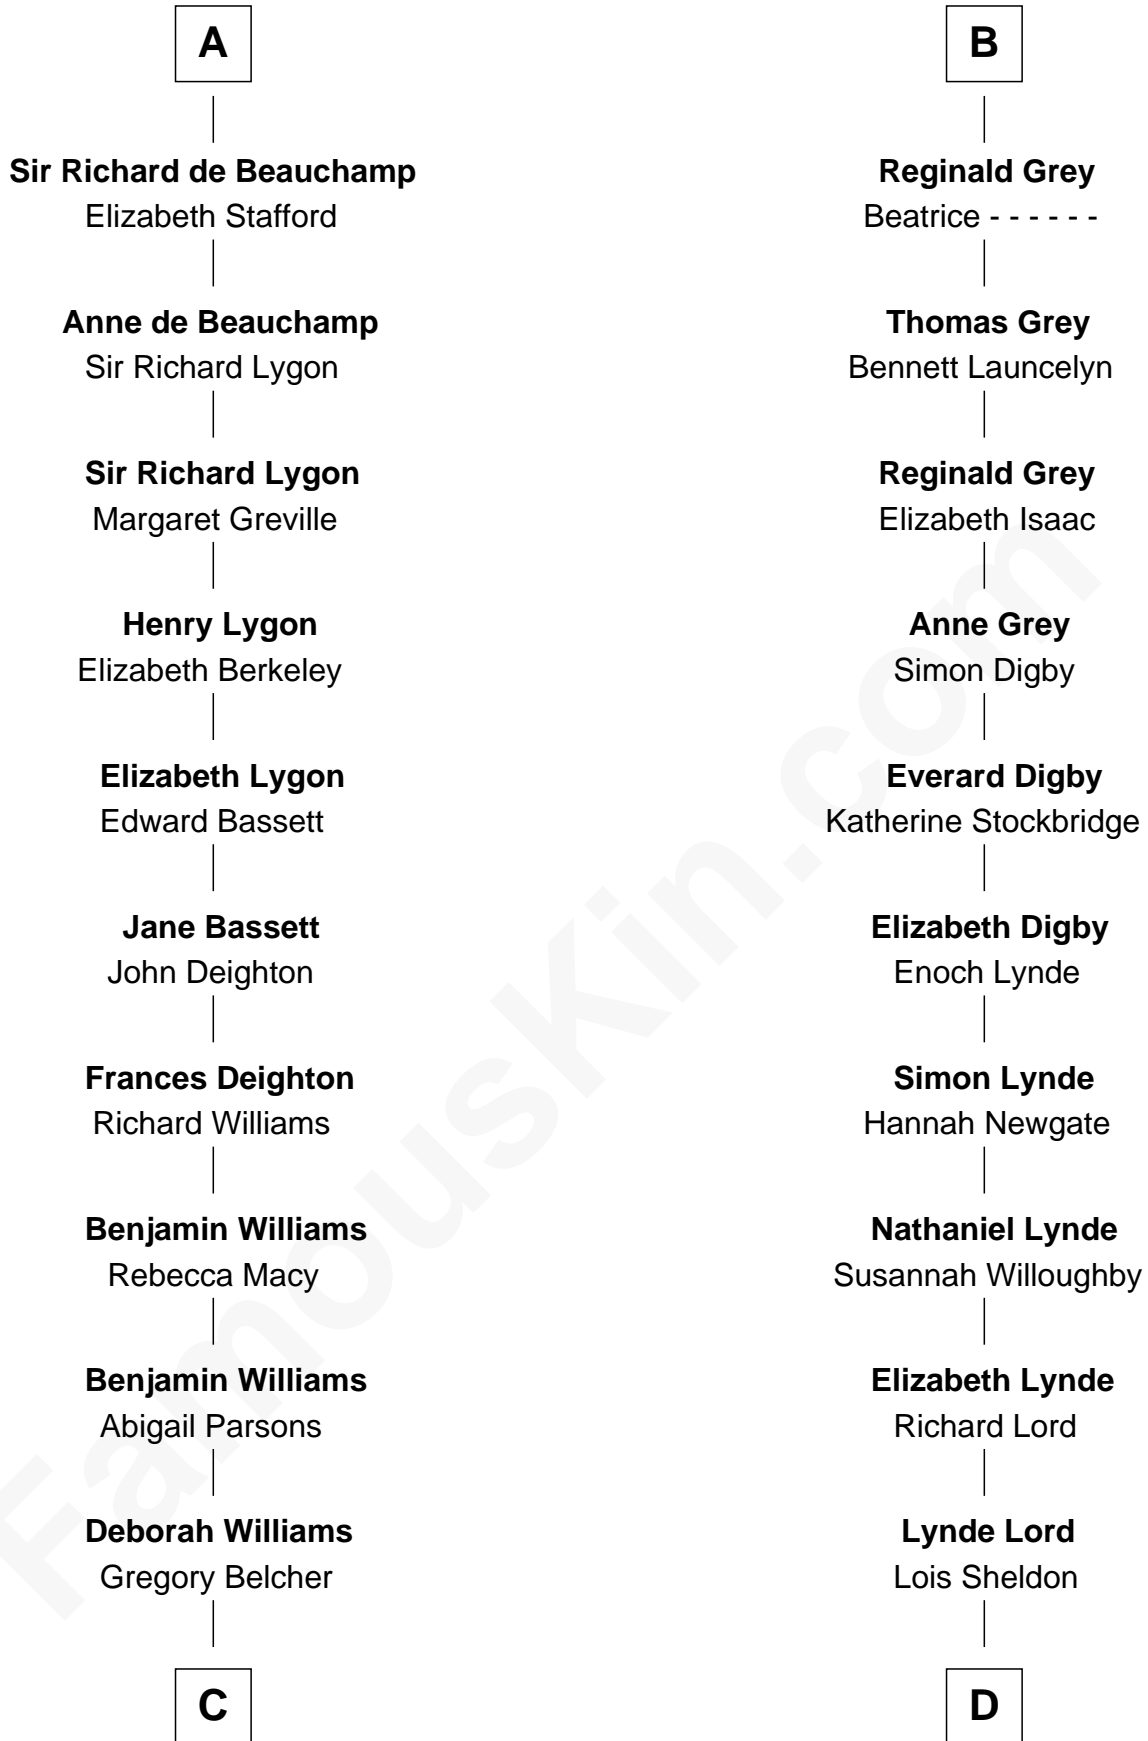 A
Sir Richard de Beauchamp
Elizabeth Stafford
Anne de Beauchamp
Sir Richard Lygon
Sir Richard Lygon
Margaret Greville
Henry Lygon
Elizabeth Berkeley
Elizabeth Lygon
Edward Bassett
Jane Bassett
John Deighton
Frances Deighton
Richard Williams
Benjamin Williams
Rebecca Macy
Benjamin Williams
Abigail Parsons
Deborah Williams
Gregory Belcher
C
B
Reginald Grey
Beatrice - - - - - -
Thomas Grey
Bennett Launcelyn
Reginald Grey
Elizabeth Isaac
Anne Grey
Simon Digby
Everard Digby
Katherine Stockbridge
Elizabeth Digby
Enoch Lynde
Simon Lynde
Hannah Newgate
Nathaniel Lynde
Susannah Willoughby
Elizabeth Lynde
Richard Lord
Lynde Lord
Lois Sheldon
D
FamousKin.com